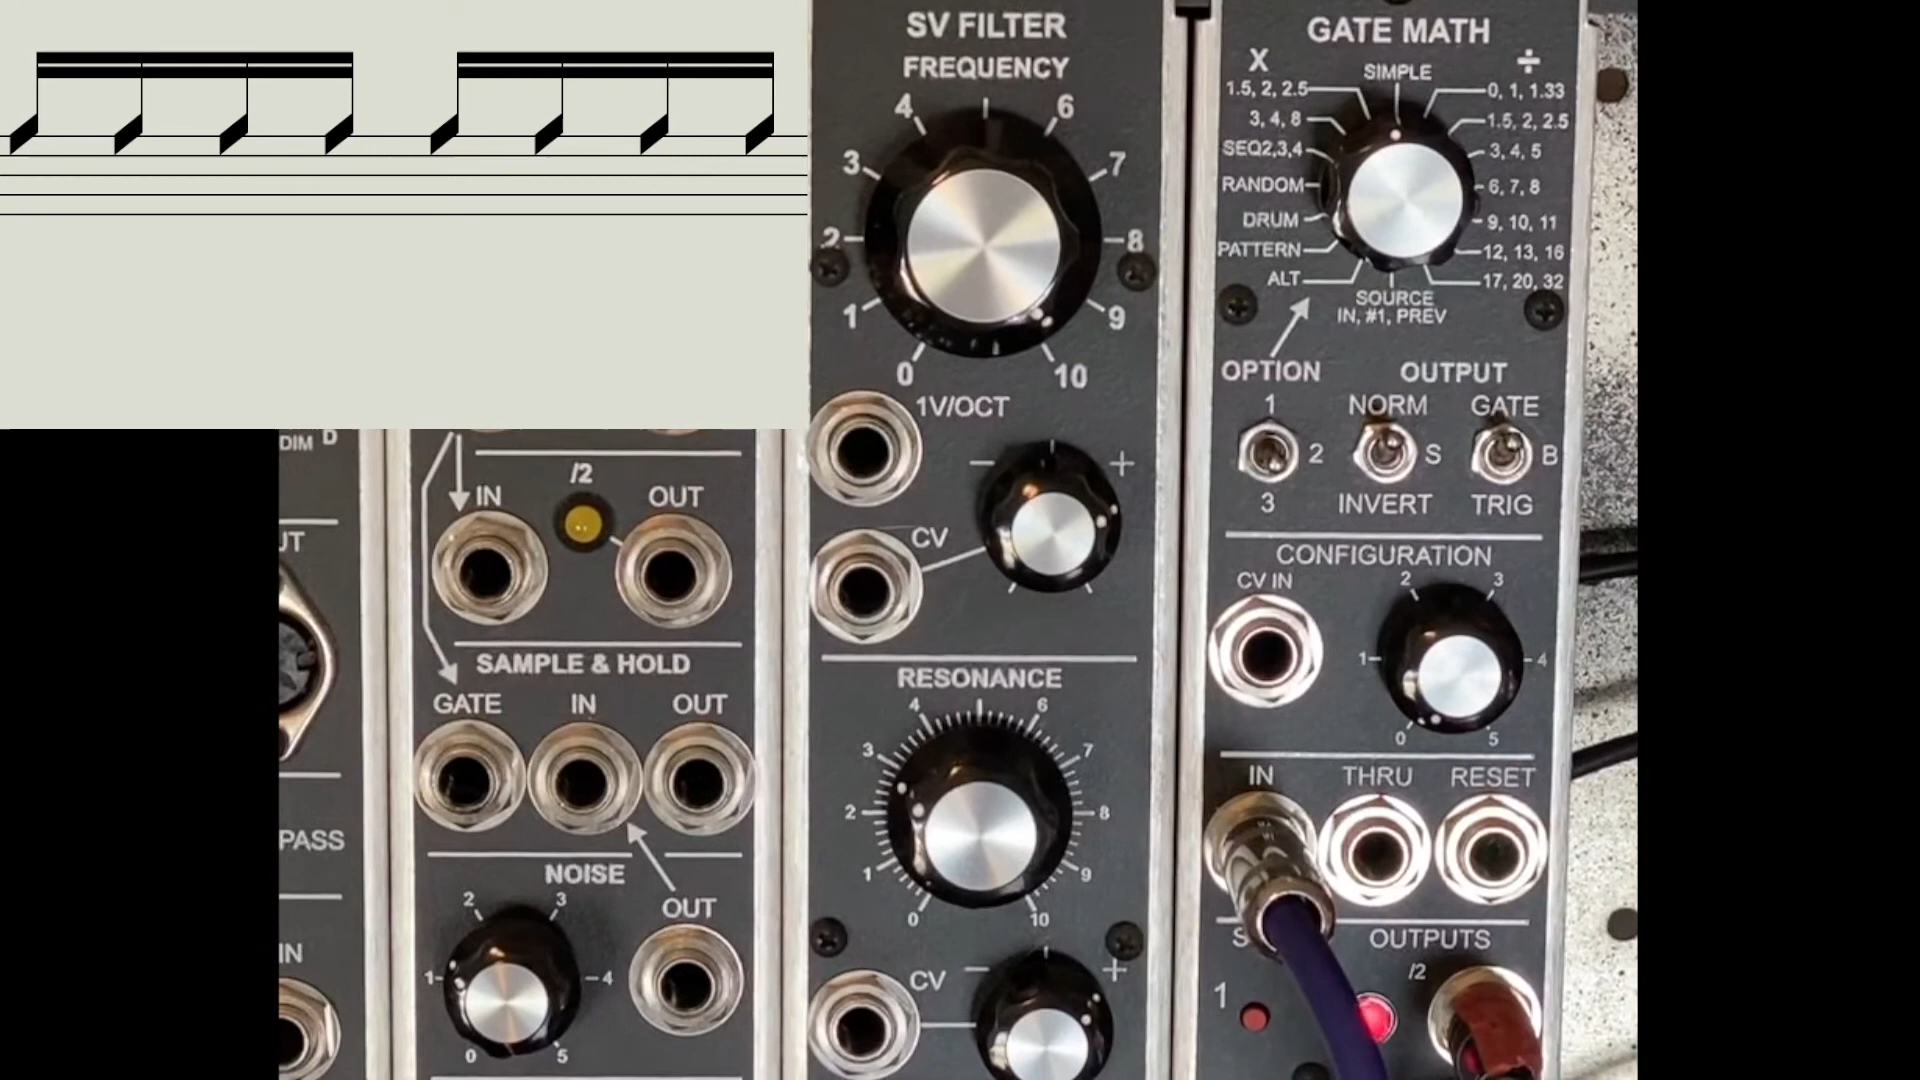 DIM D
UT
PASS
IN
/2
IN OUT
SAMPLE & HOLD
GATE IN OUT
NOISE
2 3
OUT
1 4
0 5
SV FILTER
FREQUENCY
4 6
3 7
2 8
1 9
0 10
1V/OCT
- +
CV
RESONANCE
4 6
3 7
2 8
1 9
0 10
CV - +
GATE MATH
X ÷
SIMPLE
1.5, 2, 2.5 0, 1, 1.33
3, 4, 8 1.5, 2, 2.5
SEQ2,3,4 3, 4, 5
RANDOM 6, 7, 8
DRUM 9, 10, 11
PATTERN 12, 13, 16
ALT 17, 20, 32
SOURCE
IN, #1, PREV
OPTION OUTPUT
1 NORM GATE
2 S B
3 INVERT TRIG
CONFIGURATION
CV IN 2 3
1 4
0 5
IN THRU RESET
S OUTPUTS
/2
1